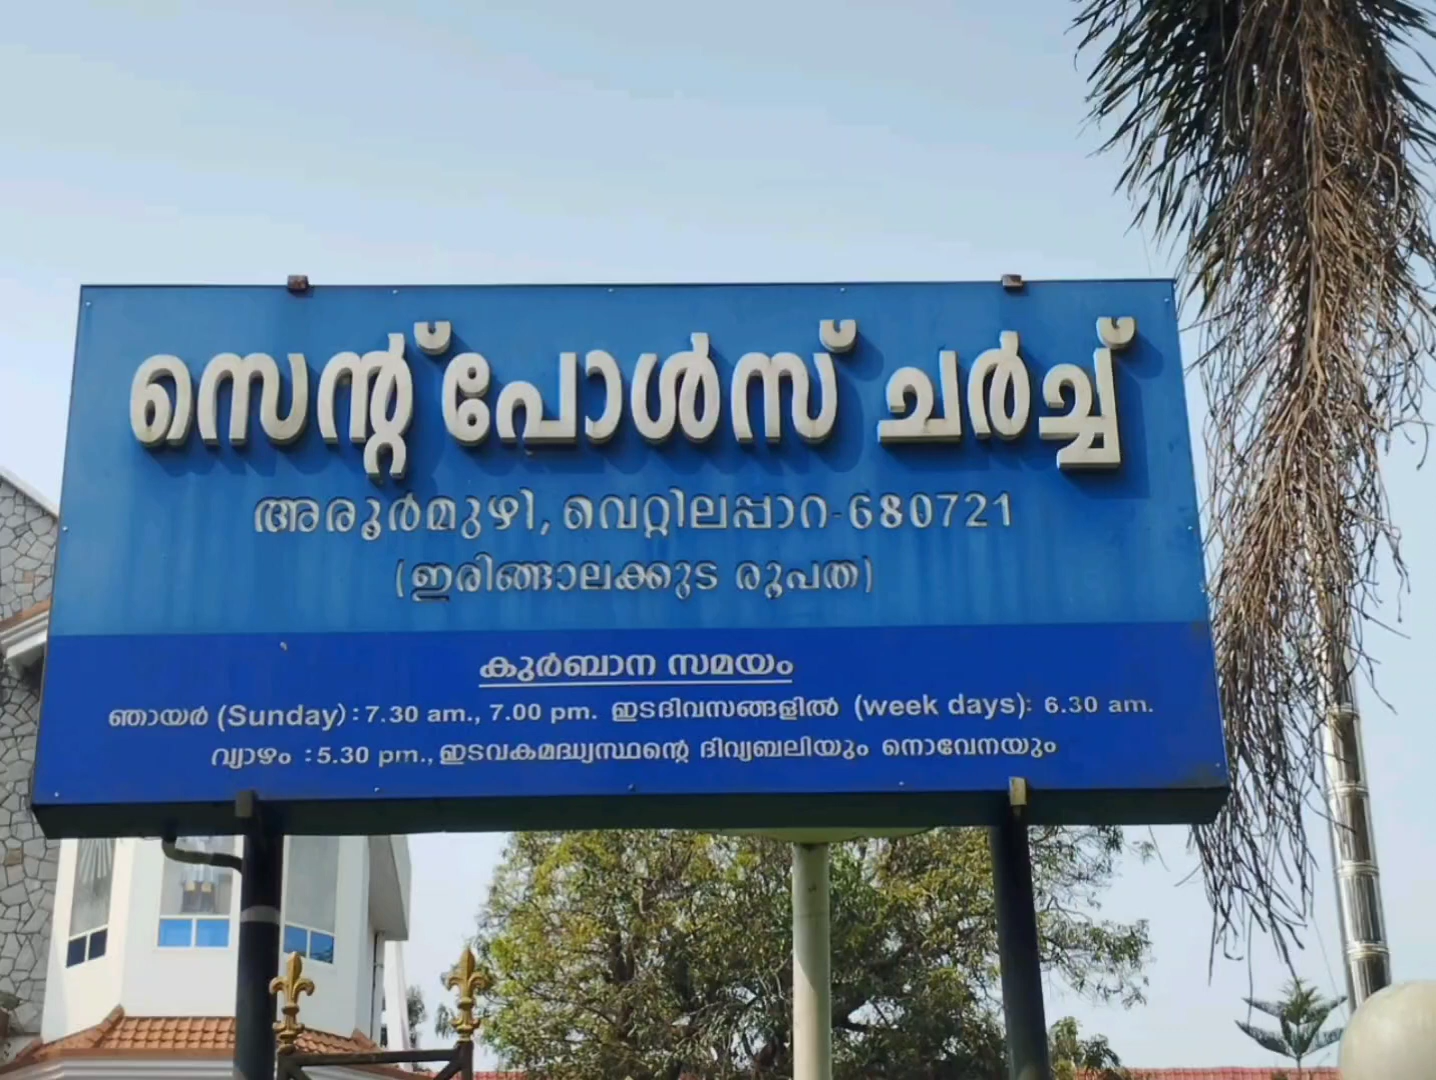 സെന്റ് പോൾസ് ചർച്ച്
അരൂർമുഴി, വെറ്റിലപ്പാറ-680721
(ഇരിങ്ങാലക്കുട രൂപത)
കുർബാന സമയം
ഞായർ (Sunday): 7.30 am., 7.00 pm. ഇടദിവസങ്ങളിൽ (week days): 6.30 am.
വ്യാഴം : 5.30 pm., ഇടവകമദ്ധ്യസ്ഥന്റെ ദിവ്യബലിയും നൊവേനയും